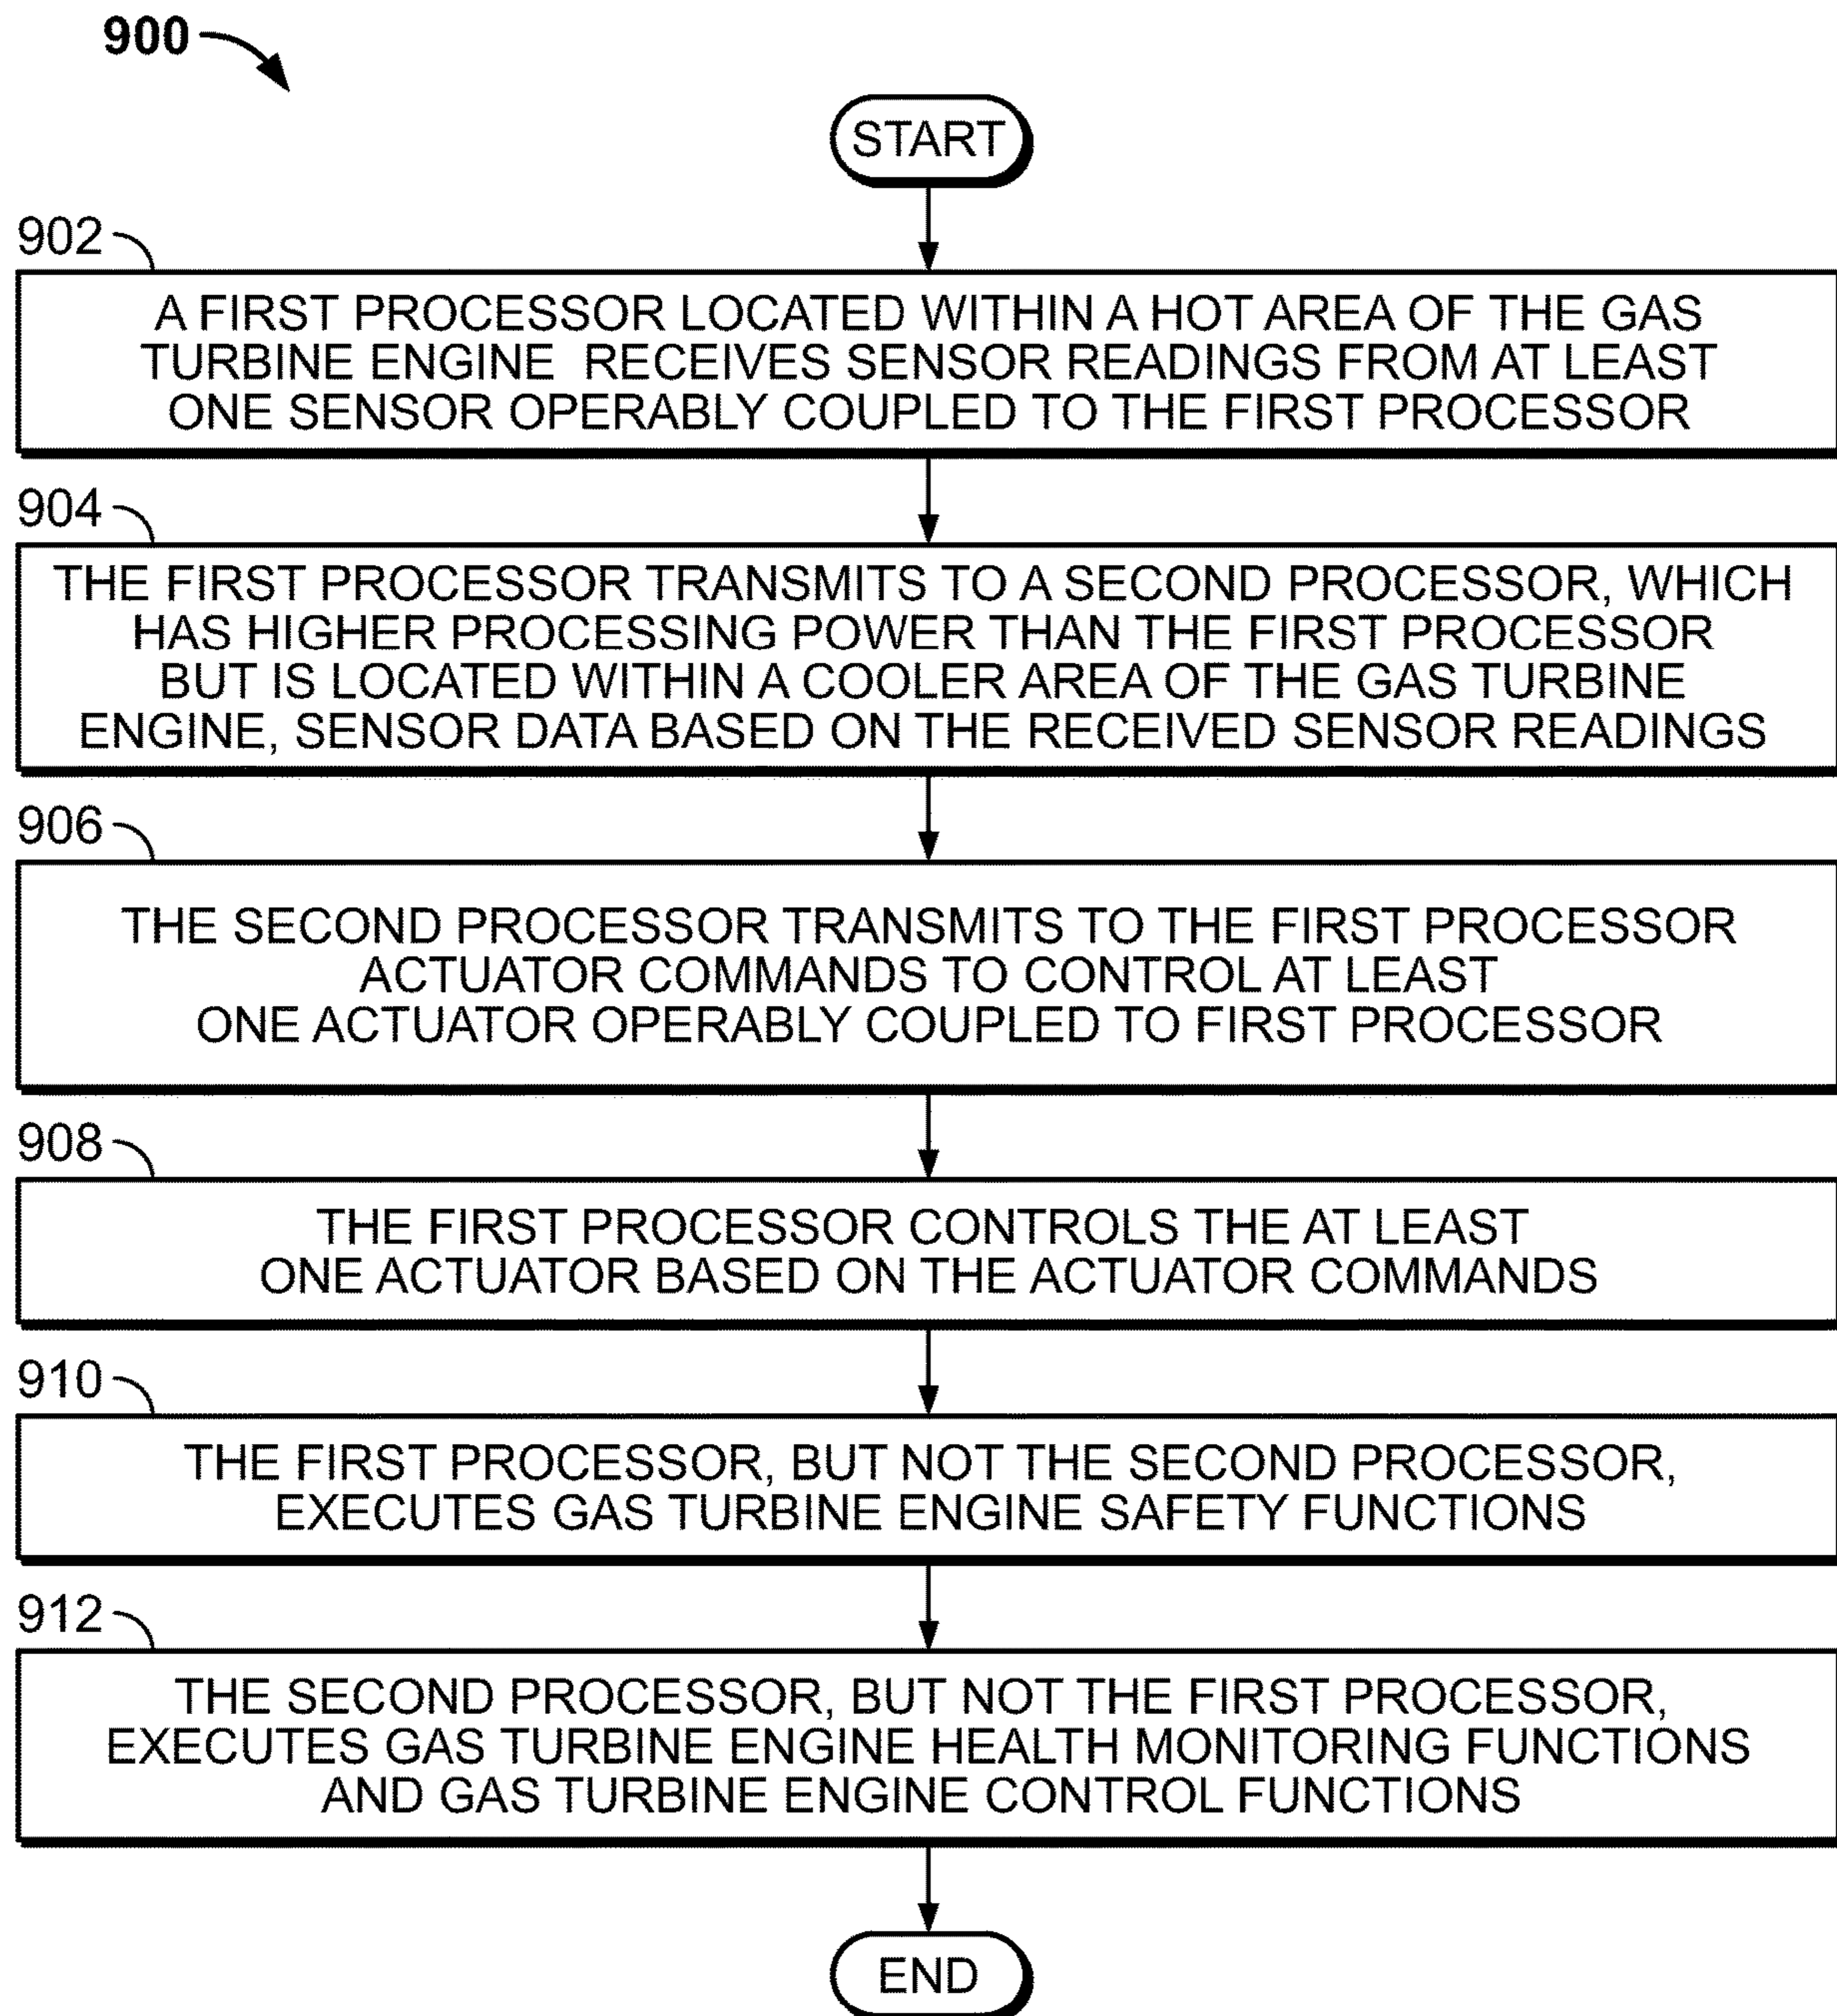 900
START
902
A FIRST PROCESSOR LOCATED WITHIN A HOT AREA OF THE GAS
TURBINE ENGINE RECEIVES SENSOR READINGS FROM AT LEAST
ONE SENSOR OPERABLY COUPLED TO THE FIRST PROCESSOR
904
THE FIRST PROCESSOR TRANSMITS TO A SECOND PROCESSOR, WHICH
HAS HIGHER PROCESSING POWER THAN THE FIRST PROCESSOR
BUT IS LOCATED WITHIN A COOLER AREA OF THE GAS TURBINE
ENGINE, SENSOR DATA BASED ON THE RECEIVED SENSOR READINGS
906
THE SECOND PROCESSOR TRANSMITS TO THE FIRST PROCESSOR
ACTUATOR COMMANDS TO CONTROL AT LEAST
ONE ACTUATOR OPERABLY COUPLED TO FIRST PROCESSOR
908
THE FIRST PROCESSOR CONTROLS THE AT LEAST
ONE ACTUATOR BASED ON THE ACTUATOR COMMANDS
910
THE FIRST PROCESSOR, BUT NOT THE SECOND PROCESSOR,
EXECUTES GAS TURBINE ENGINE SAFETY FUNCTIONS
912
THE SECOND PROCESSOR, BUT NOT THE FIRST PROCESSOR,
EXECUTES GAS TURBINE ENGINE HEALTH MONITORING FUNCTIONS
AND GAS TURBINE ENGINE CONTROL FUNCTIONS
END